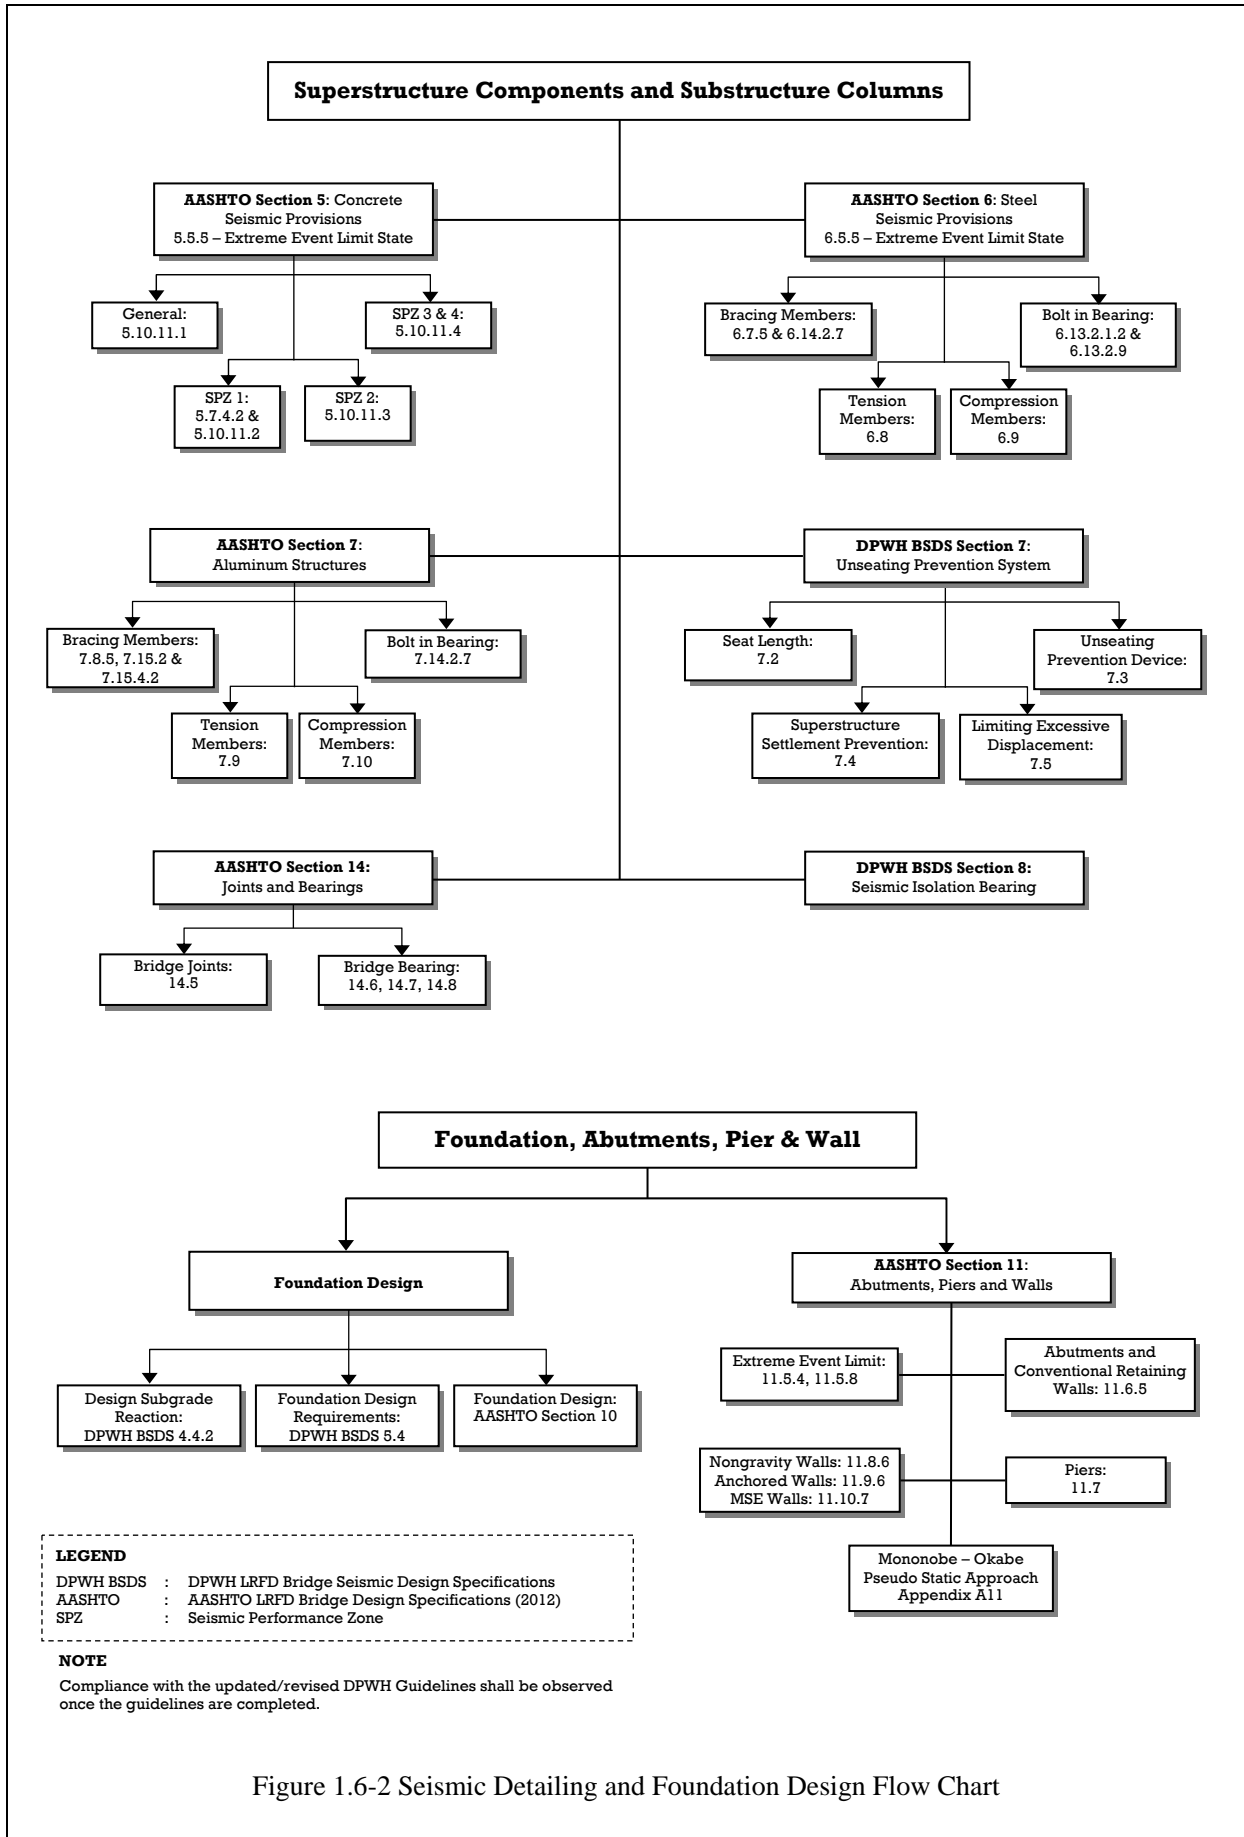 Superstructure Components and Substructure Columns
AASHTO Section 5: Concrete
Seismic Provisions
5.5.5 – Extreme Event Limit State
AASHTO Section 6: Steel
Seismic Provisions
6.5.5 – Extreme Event Limit State
General:
5.10.11.1
SPZ 3 & 4:
5.10.11.4
SPZ 1:
5.7.4.2 &
5.10.11.2
SPZ 2:
5.10.11.3
Bracing Members:
6.7.5 & 6.14.2.7
Bolt in Bearing:
6.13.2.1.2 &
6.13.2.9
Tension
Members:
6.8
Compression
Members:
6.9
AASHTO Section 7:
Aluminum Structures
DPWH BSDS Section 7:
Unseating Prevention System
Bracing Members:
7.8.5, 7.15.2 &
7.15.4.2
Bolt in Bearing:
7.14.2.7
Tension
Members:
7.9
Compression
Members:
7.10
Seat Length:
7.2
Unseating
Prevention Device:
7.3
Superstructure
Settlement Prevention:
7.4
Limiting Excessive
Displacement:
7.5
AASHTO Section 14:
Joints and Bearings
DPWH BSDS Section 8:
Seismic Isolation Bearing
Bridge Joints:
14.5
Bridge Bearing:
14.6, 14.7, 14.8
Foundation, Abutments, Pier & Wall
Foundation Design
AASHTO Section 11:
Abutments, Piers and Walls
Design Subgrade
Reaction:
DPWH BSDS 4.4.2
Foundation Design
Requirements:
DPWH BSDS 5.4
Foundation Design:
AASHTO Section 10
Extreme Event Limit:
11.5.4, 11.5.8
Abutments and
Conventional Retaining
Walls: 11.6.5
Nongravity Walls: 11.8.6
Anchored Walls: 11.9.6
MSE Walls: 11.10.7
Piers:
11.7
Mononobe – Okabe
Pseudo Static Approach
Appendix A11
LEGEND
DPWH BSDS : DPWH LRFD Bridge Seismic Design Specifications
AASHTO : AASHTO LRFD Bridge Design Specifications (2012)
SPZ : Seismic Performance Zone
NOTE
Compliance with the updated/revised DPWH Guidelines shall be observed
once the guidelines are completed.
Figure 1.6-2 Seismic Detailing and Foundation Design Flow Chart